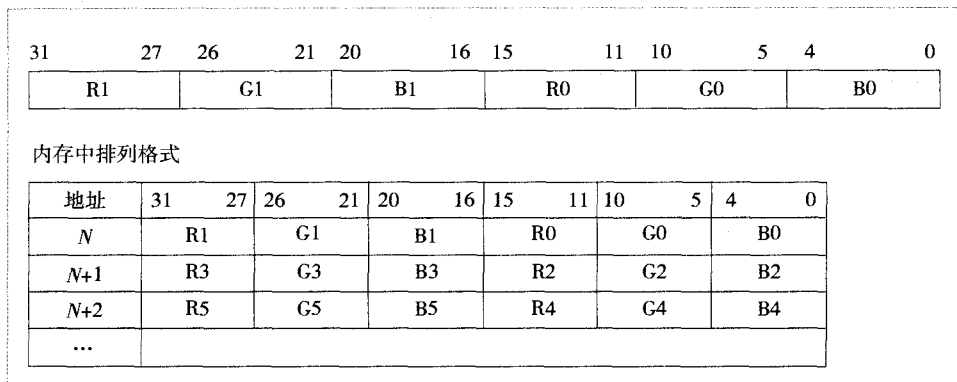 31 27 26 21 20 16 15 11 10 5 4 0
R1 G1 B1 R0 G0 B0
内存中排列格式
地址 31 27 26 21 20 16 15 11 10 5 4 0
N R1 G1 B1 R0 G0 B0
N+1 R3 G3 B3 R2 G2 B2
N+2 R5 G5 B5 R4 G4 B4
…